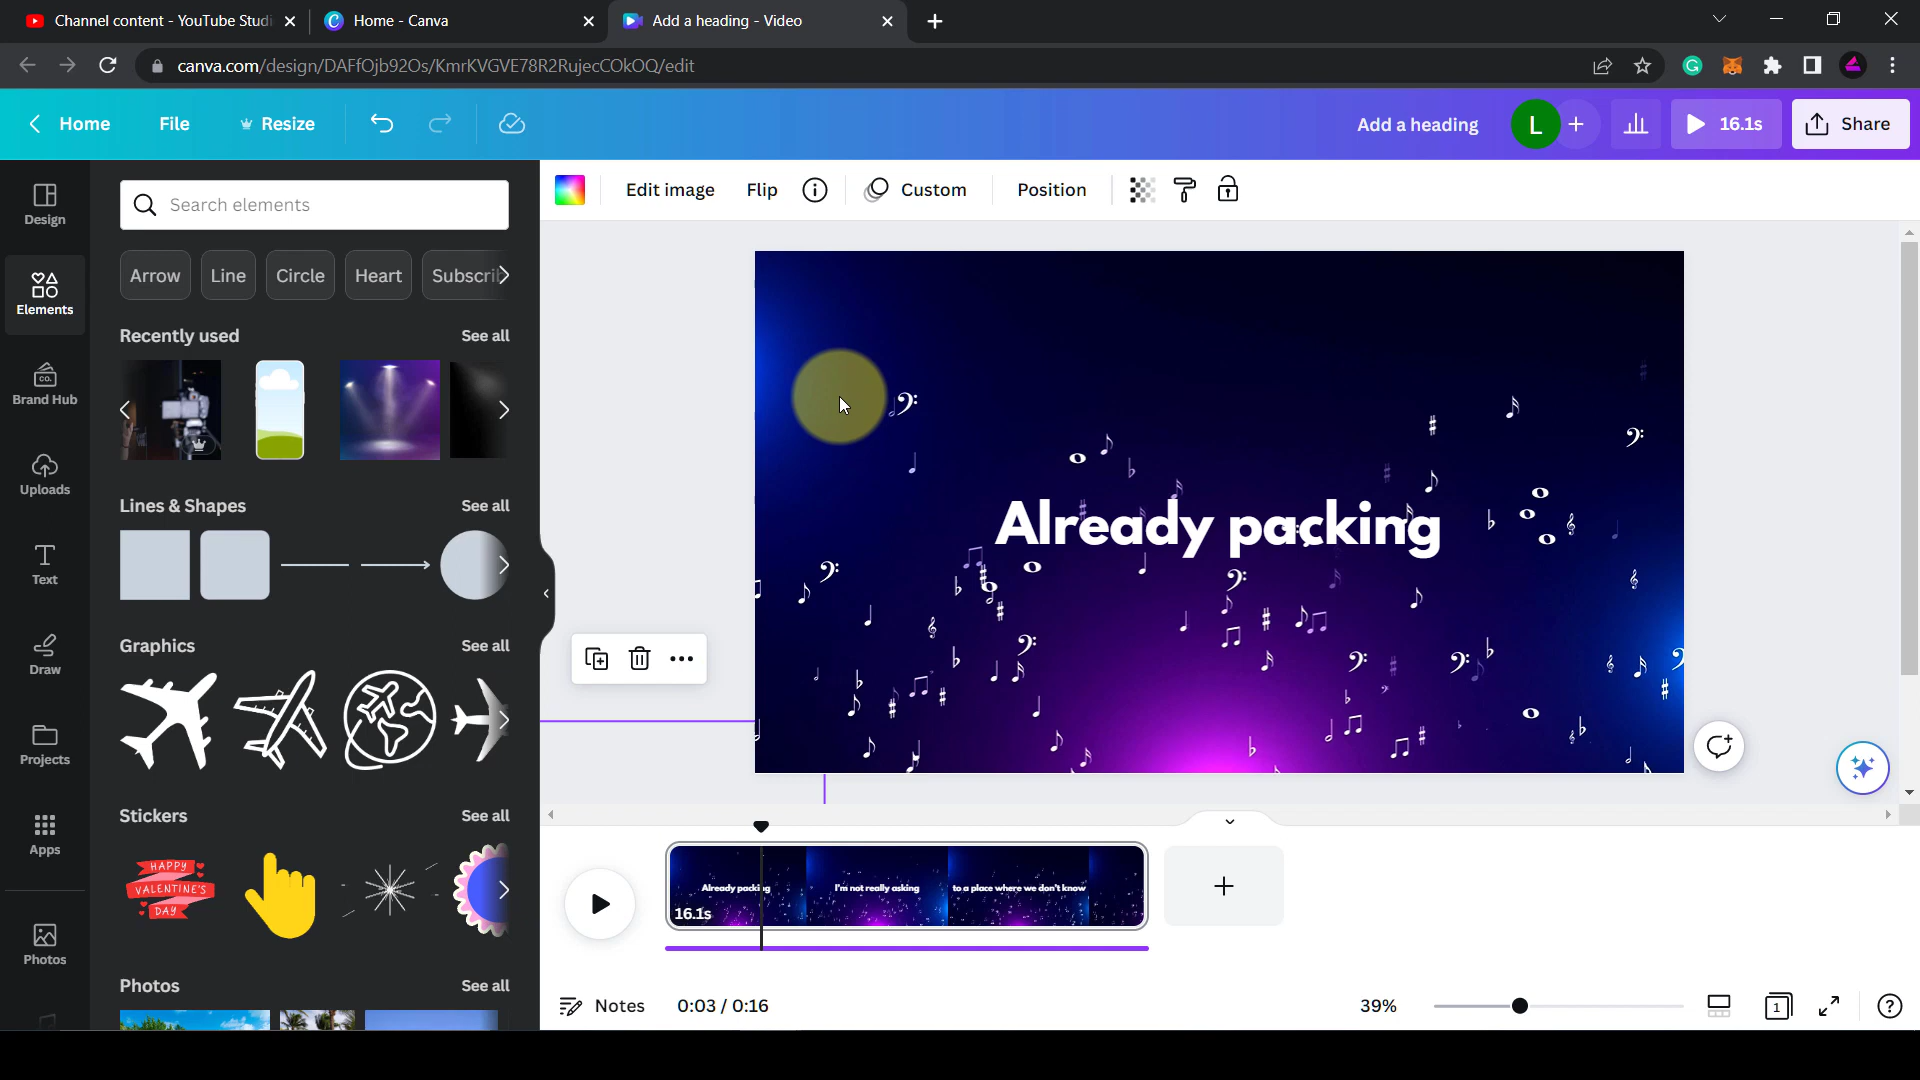 Channel content - YouTube Studi
Home - Canva
Add a heading - Video
canva.com/design/DAFfOjb92Os/KmrKVGVE78R2RujecCOkOQ/edit
Home File Resize Add a heading L 16.1s Share
Design
Elements
Brand Hub
Uploads
Text
Draw
Projects
Apps
Photos
Search elements
Arrow Line Circle Heart Subscri
Recently used See all
Lines & Shapes See all
Graphics See all
Stickers See all
HAPPY
VALENTINE'S
DAY
Photos See all
Edit image Flip Custom Position
Already packing
Already packing I'm not really asking to a place where we don't know
16.1s
Notes 0:03 / 0:16 39% 1